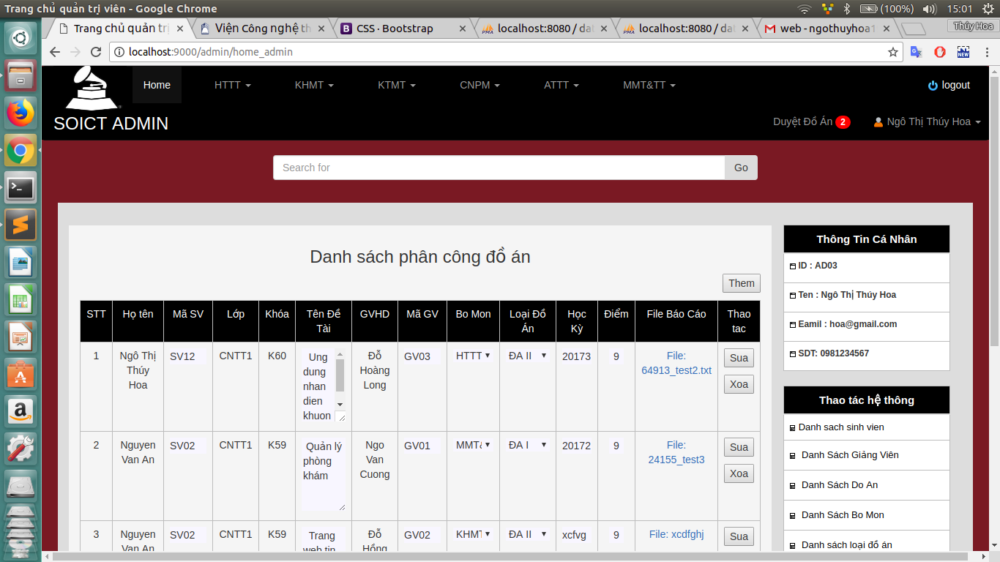 Trang chủ quản trị viên - Google Chrome
(100%) 15:01
Trang chủ quản trị
Viện Công nghệ th
CSS · Bootstrap
localhost:8080 / dat
localhost:8080 / dat
web - ngothuyhoa1
Thúy Hoa
localhost:9000/admin/home_admin
NEW
Home HTTT KHMT KTMT CNPM ATTT MMT&TT logout
SOICT ADMIN
Duyệt Đồ Án 2 Ngô Thị Thúy Hoa
Search for Go
Danh sách phân công đồ án
Them
STT Họ tên Mã SV Lớp Khóa Tên Đề Tài GVHD Mã GV Bo Mon Loại Đồ Án Học Kỳ Điểm File Báo Cáo Thao tac
1 Ngô Thị Thúy Hoa SV12 CNTT1 K60 Ung dung nhan dien khuon Đỗ Hoàng Long GV03 HTTT ĐA II 20173 9 File: 64913_test2.txt Sua Xoa
2 Nguyen Van An SV02 CNTT1 K59 Quản lý phòng khám Ngo Van Cuong GV01 MMT& ĐA I 20172 9 File: 24155_test3 Sua Xoa
3 Nguyen Van An SV02 CNTT1 K59 Trang web tin Đỗ Hồng GV02 KHMT ĐA II xcfvg 9 File: xcdfghj Sua
Thông Tin Cá Nhân
ID : AD03
Ten : Ngô Thị Thúy Hoa
Eamil : hoa@gmail.com
SDT: 0981234567
Thao tác hệ thống
Danh sach sinh vien
Danh Sách Giảng Viên
Danh Sách Do An
Danh Sách Bo Mon
Danh sách loại đồ án